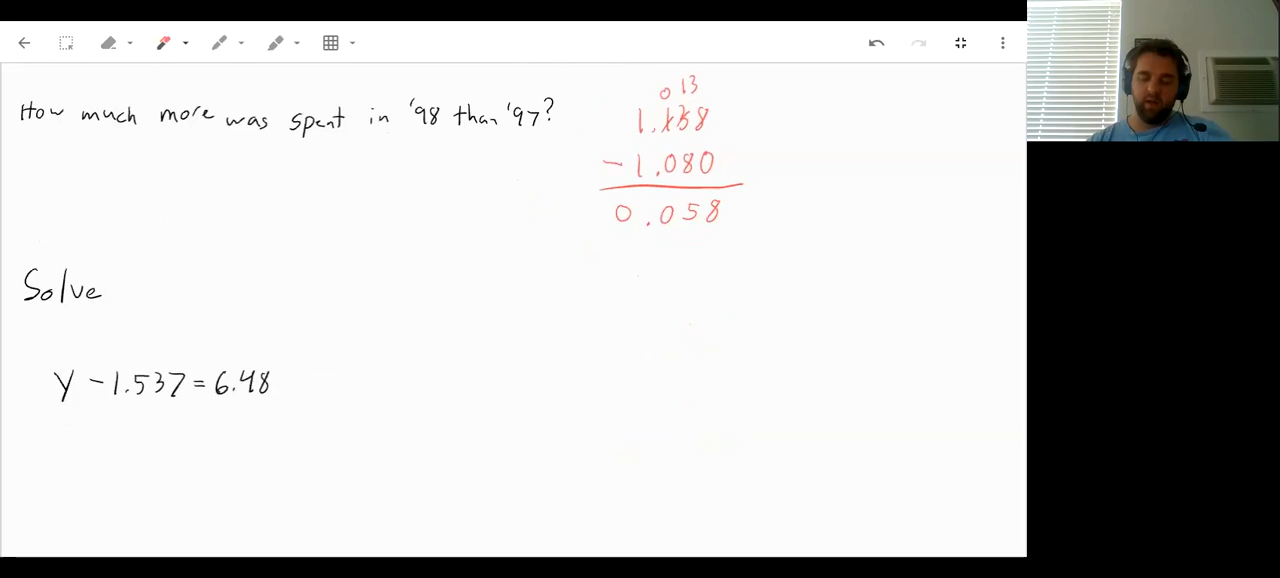 How much more was spent in '98 than '97?
0 13
1.138
- 1.080
0.058
Solve
y - 1.537 = 6.48